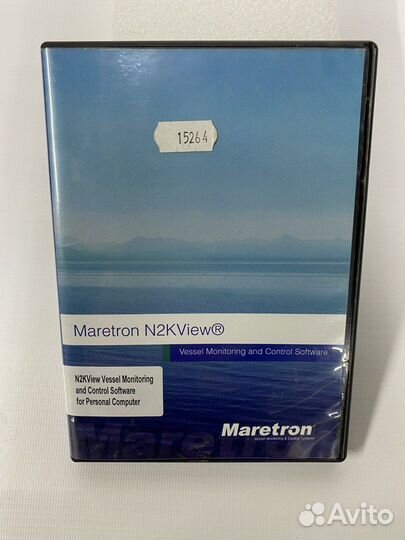 15264
Maretron N2KView®
Vessel Monitoring and Control Software
N2KView Vessel Monitoring
and Control Software
for Personal Computer
Maretron
Maretron
Vessel Monitoring & Control Systems
Avito